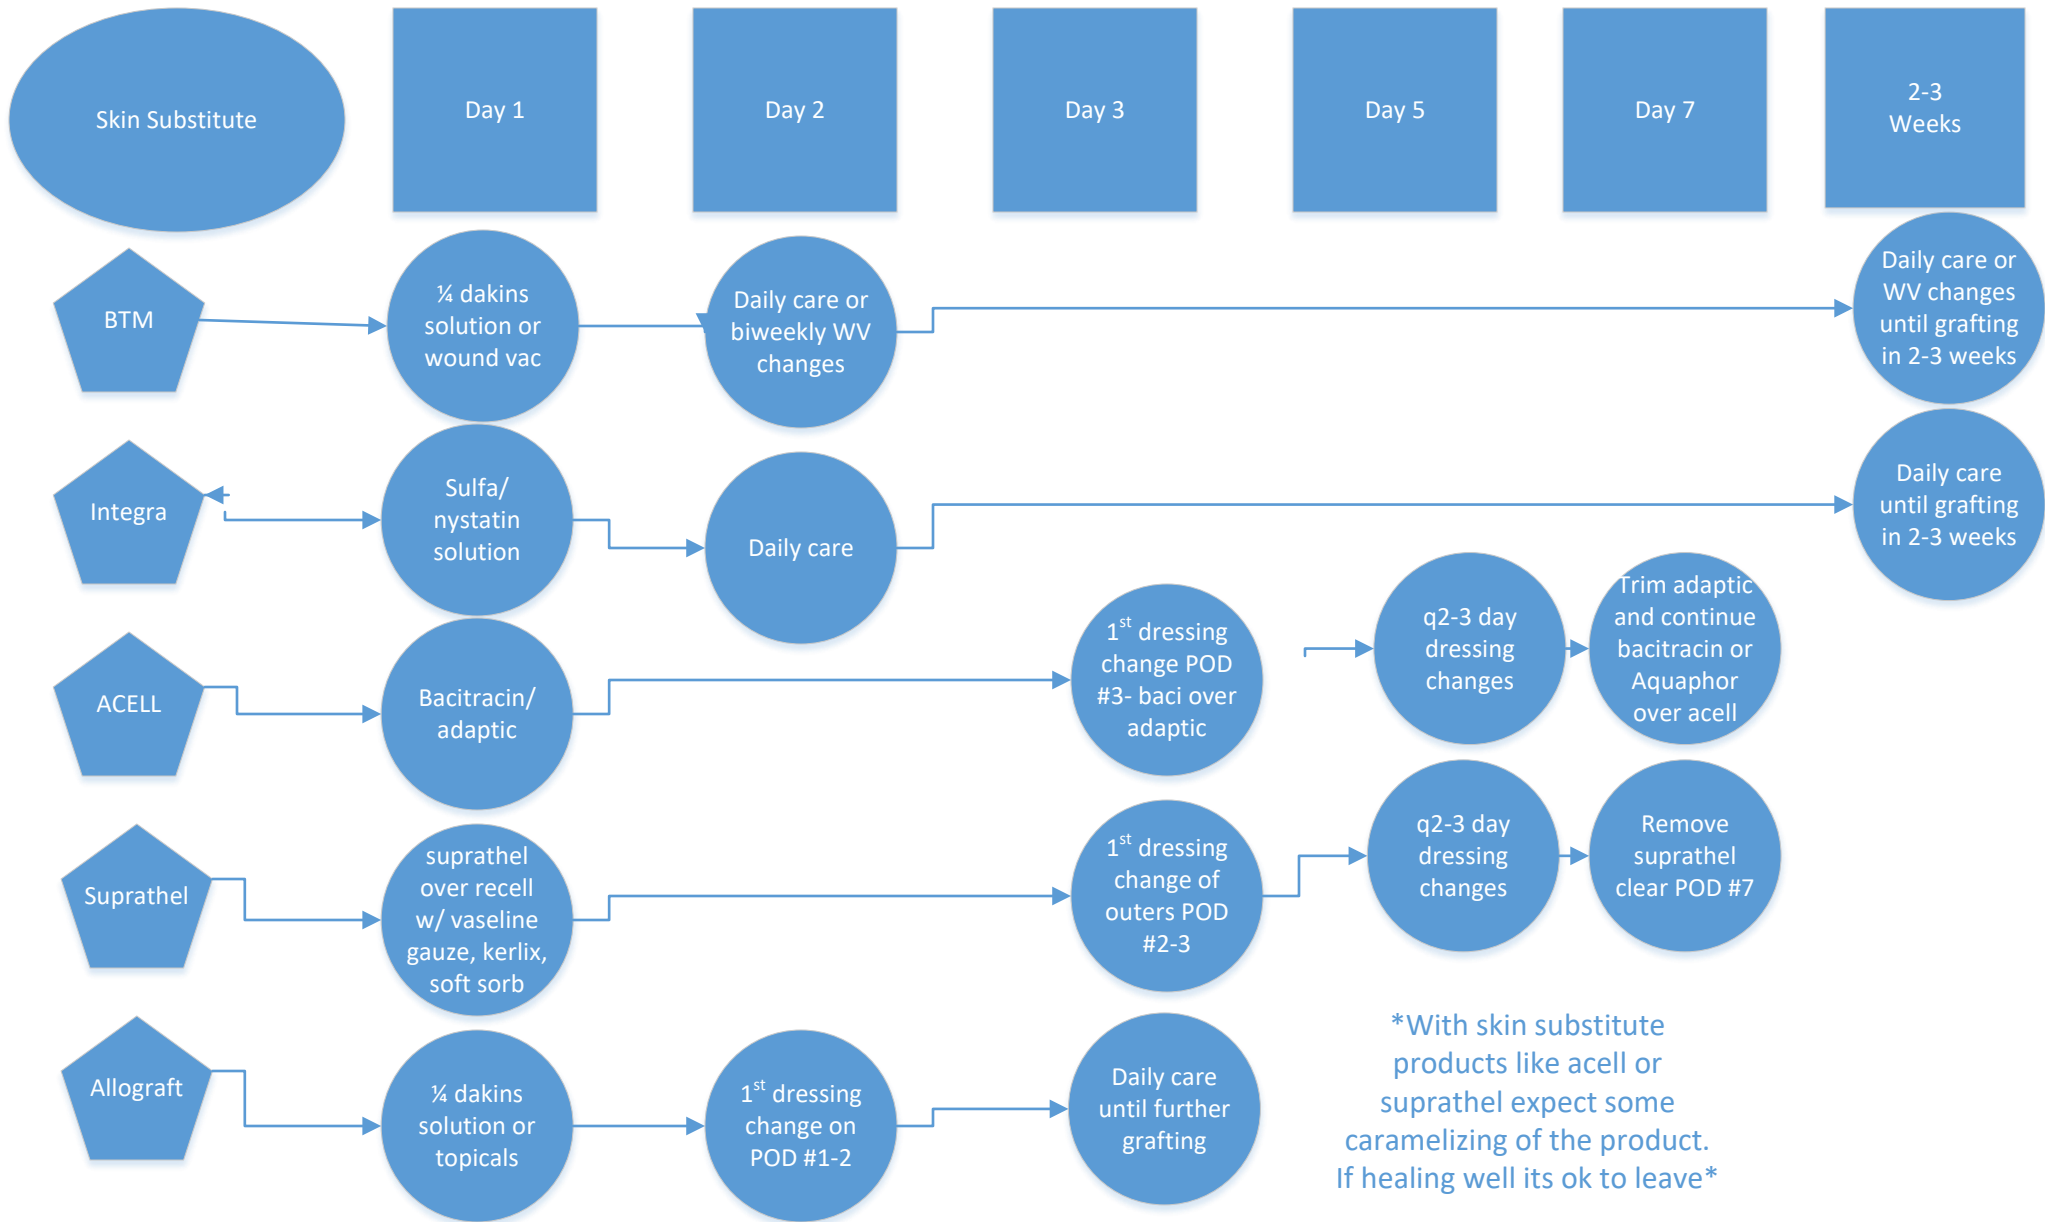 Skin Substitute
Day 1
Day 2
Day 3
Day 5
Day 7
2-3
Weeks
BTM
¼ dakins
solution or
wound vac
Daily care or
biweekly WV
changes
Daily care or
WV changes
until grafting
in 2-3 weeks
Integra
Sulfa/
nystatin
solution
Daily care
Daily care
until grafting
in 2-3 weeks
ACELL
Bacitracin/
adaptic
1st dressing
change POD
#3- baci over
adaptic
q2-3 day
dressing
changes
Trim adaptic
and continue
bacitracin or
Aquaphor
over acell
Suprathel
suprathel
over recell
w/ vaseline
gauze, kerlix,
soft sorb
1st dressing
change of
outers POD
#2-3
q2-3 day
dressing
changes
Remove
suprathel
clear POD #7
Allograft
¼ dakins
solution or
topicals
1st dressing
change on
POD #1-2
Daily care
until further
grafting
*With skin substitute
products like acell or
suprathel expect some
caramelizing of the product.
If healing well its ok to leave*